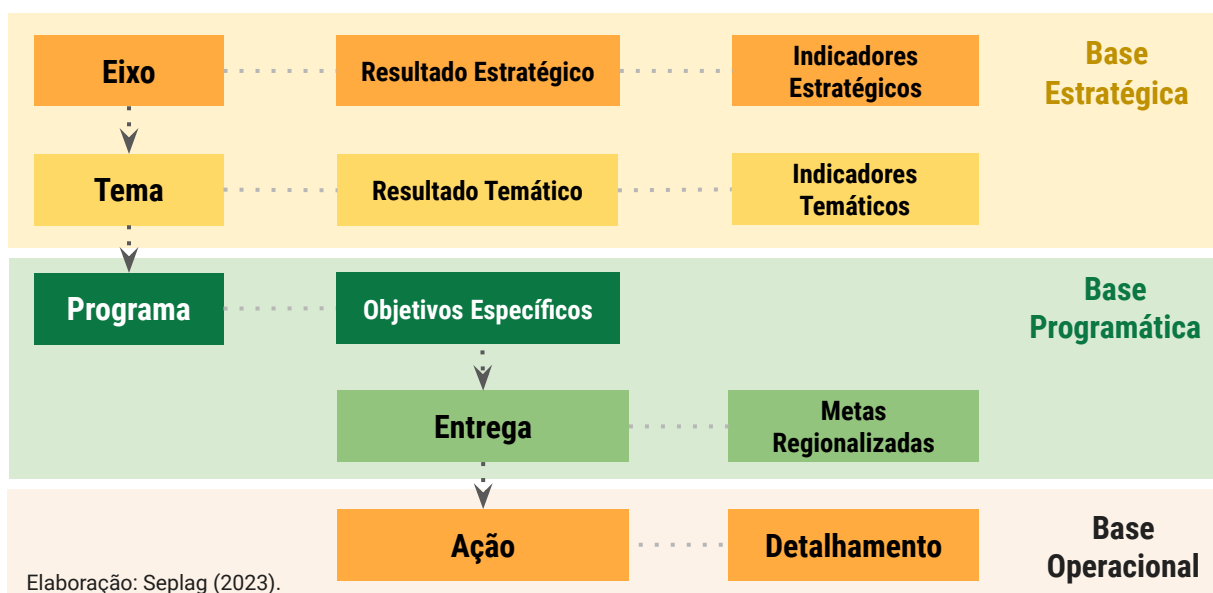 Eixo
Resultado Estratégico
Indicadores
Estratégicos
Base
Estratégica
Tema
Resultado Temático
Indicadores
Temáticos
Programa
Objetivos Específicos
Base
Programática
Entrega
Metas
Regionalizadas
Ação
Detalhamento
Base
Operacional
Elaboração: Seplag (2023).